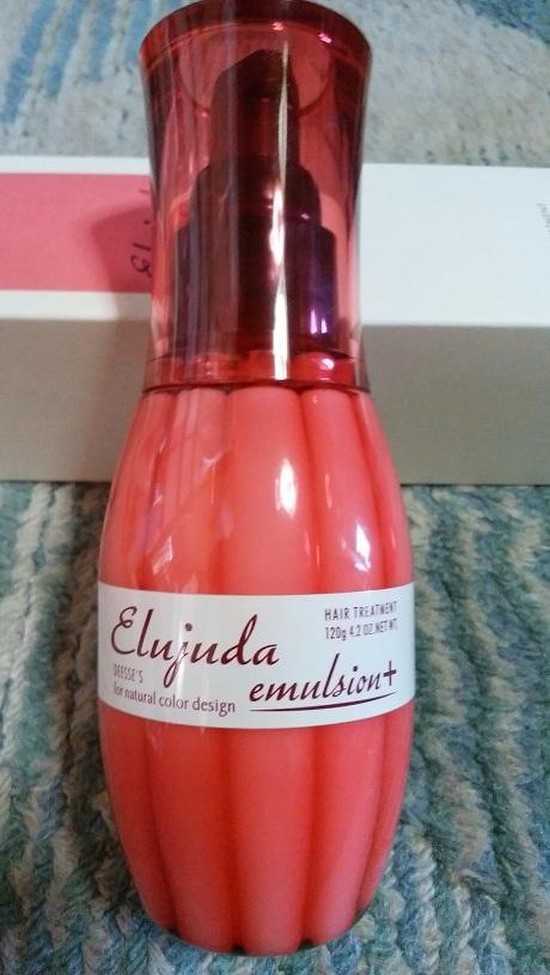 Elujuda
DEESSE'S
for natural color design
HAIR TREATMENT
120g 4.2 OZ.NET WT.
emulsion+